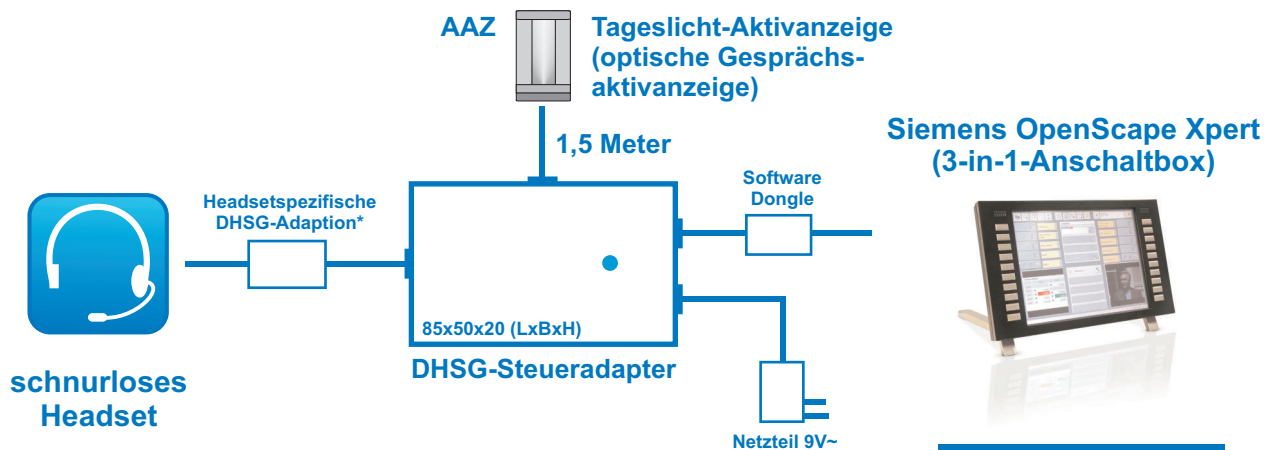 AAZ
Tageslicht-Aktivanzeige
(optische Gesprächs-
aktivanzeige)
1,5 Meter
Siemens OpenScape Xpert
(3-in-1-Anschaltbox)
Software
Dongle
Headsetspezifische
DHSG-Adaption*
85x50x20 (LxBxH)
DHSG-Steueradapter
schnurloses
Headset
Netzteil 9V~